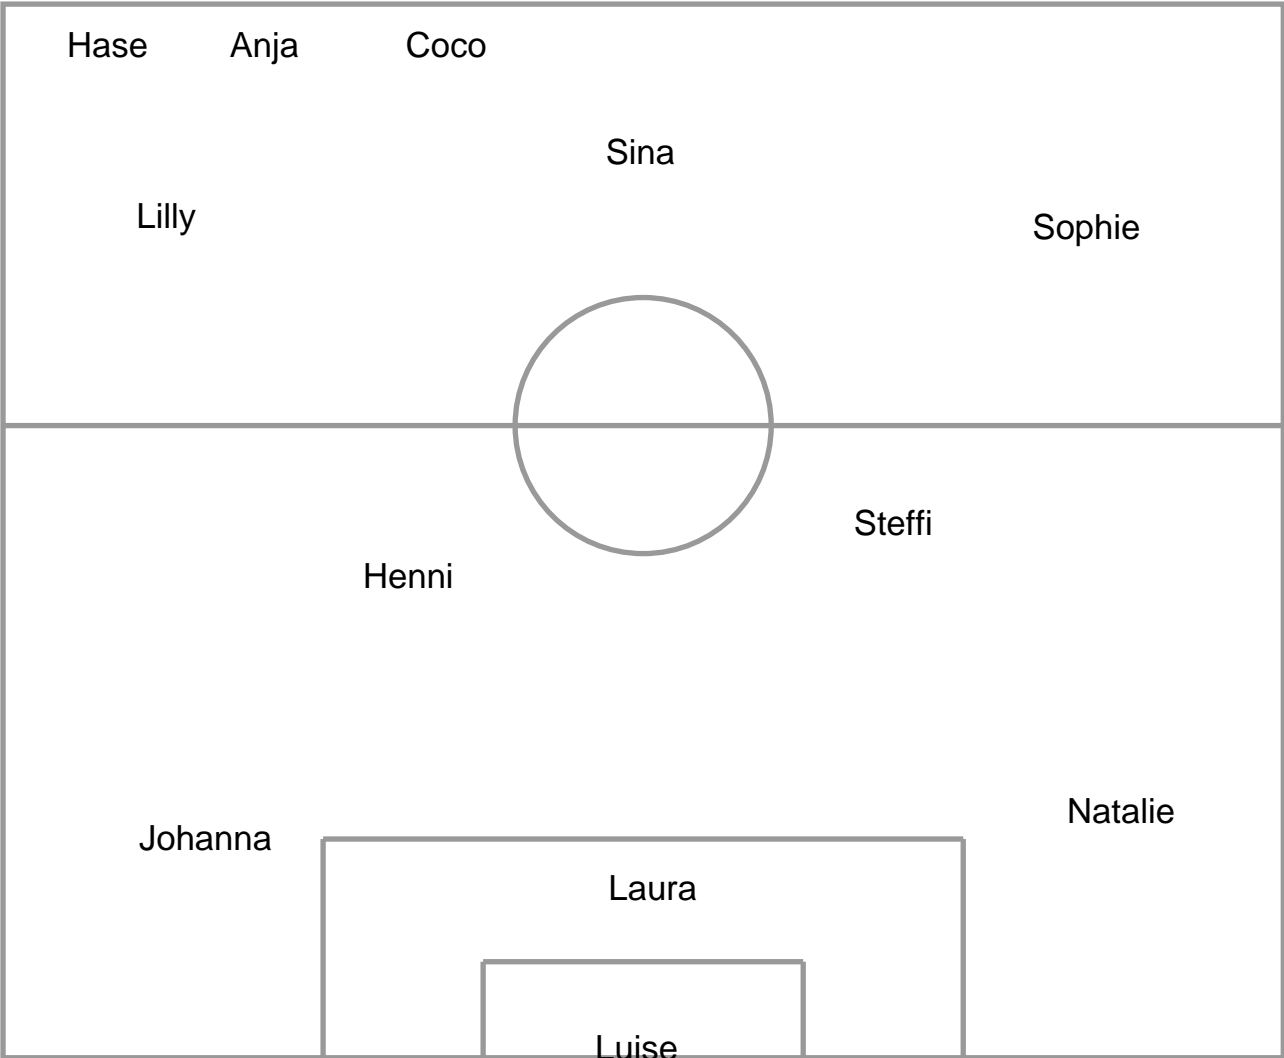 Hase Anja Coco
Sina
Lilly
Sophie
Steffi
Henni
Natalie
Johanna
Laura
Luise